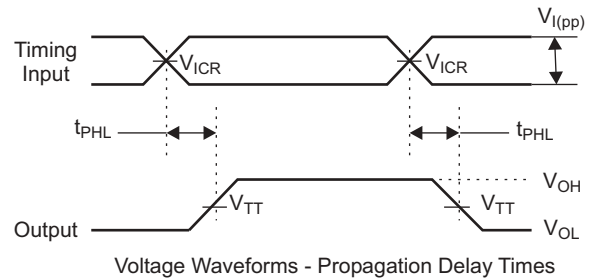 V_I(pp)
Timing
Input
V_ICR
V_ICR
t_PHL
t_PHL
V_OH
V_TT
V_TT
Output
V_OL
Voltage Waveforms - Propagation Delay Times